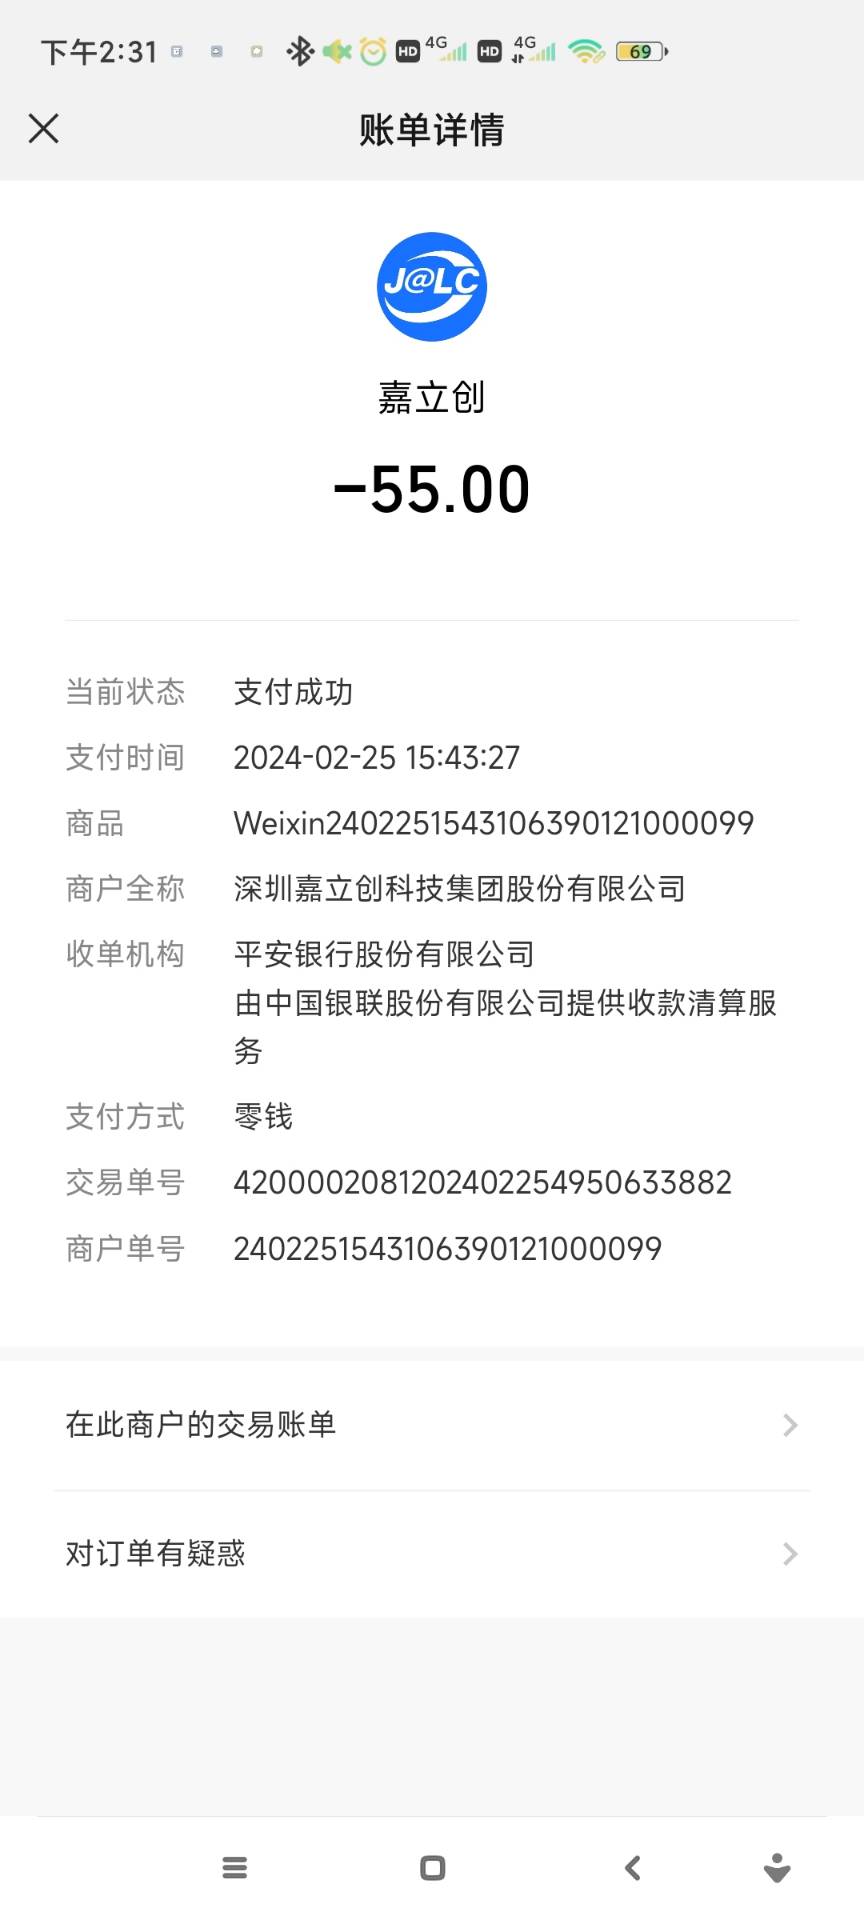 下午2:31 HD 4G HD 4G 69
账单详情
J@LC
嘉立创
-55.00
当前状态 支付成功
支付时间 2024-02-25 15:43:27
商品 Weixin2402251543106390121000099
商户全称 深圳嘉立创科技集团股份有限公司
收单机构 平安银行股份有限公司
由中国银联股份有限公司提供收款清算服
务
支付方式 零钱
交易单号 4200002081202402254950633882
商户单号 2402251543106390121000099
在此商户的交易账单
对订单有疑惑